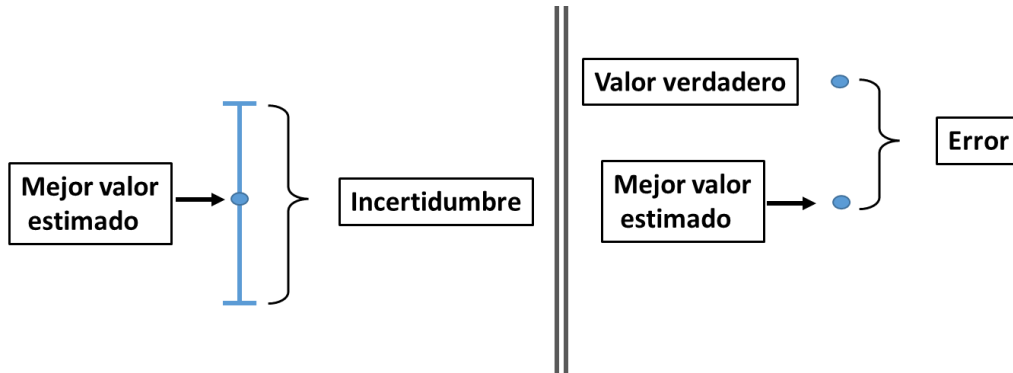 Mejor valor
estimado
Incertidumbre
Valor verdadero
Mejor valor
estimado
Error